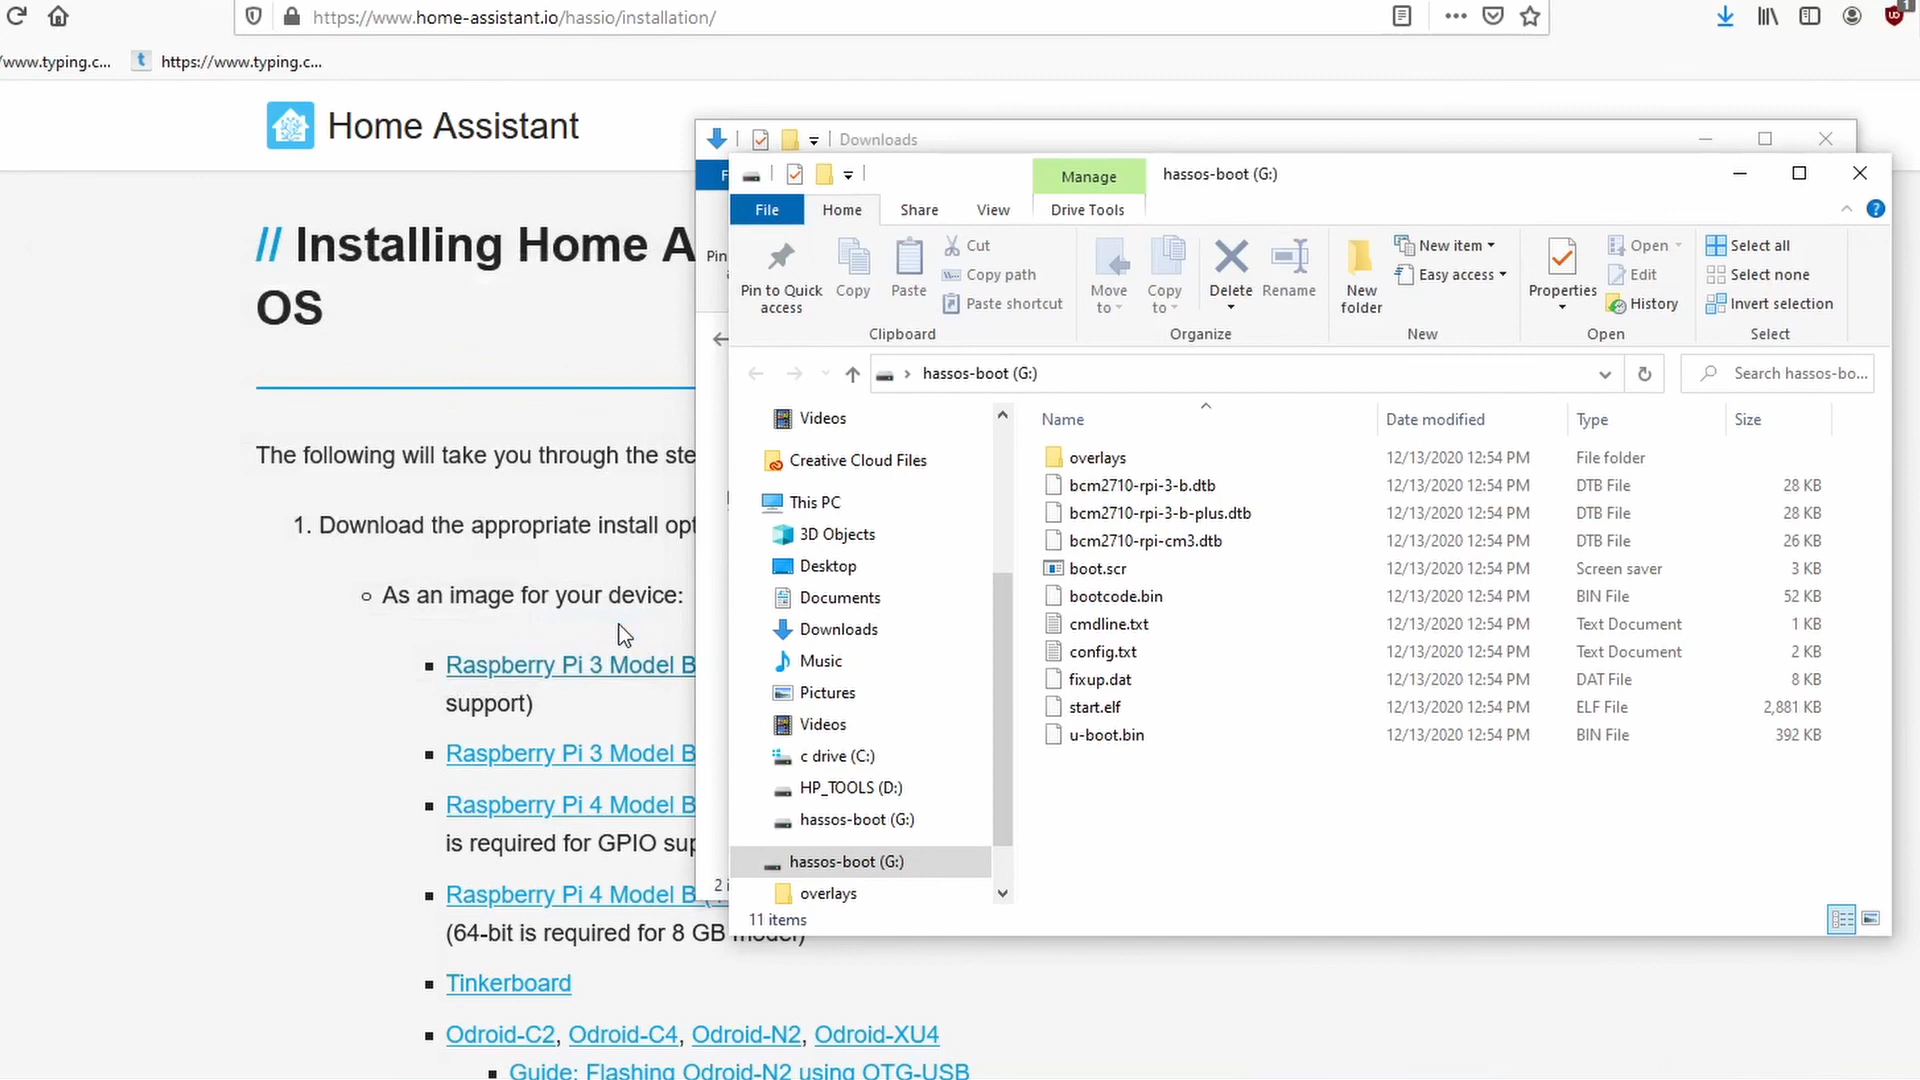 https://www.home-assistant.io/hassio/installation/
1
/www.typing.c...
t https://www.typing.c...
Home Assistant
// Installing Home A
OS
The following will take you through the ste
1. Download the appropriate install opt
As an image for your device:
Raspberry Pi 3 Model B
support)
Raspberry Pi 3 Model B
Raspberry Pi 4 Model B
is required for GPIO sup
Raspberry Pi 4 Model B
(64-bit is required for 8 GB model)
Tinkerboard
Odroid-C2, Odroid-C4, Odroid-N2, Odroid-XU4
Guide: Flashing Odroid-N2 using OTG-USB
Downloads
F
Pin
2 i
Manage
hassos-boot (G:)
File
Home
Share
View
Drive Tools
Pin to Quick
access
Copy
Paste
Cut
Copy path
Paste shortcut
Clipboard
Move
to
Copy
to
Delete
Rename
Organize
New
folder
New item
Easy access
New
Properties
Open
Edit
History
Open
Select all
Select none
Invert selection
Select
hassos-boot (G:)
Search hassos-bo...
Videos
Creative Cloud Files
This PC
3D Objects
Desktop
Documents
Downloads
Music
Pictures
Videos
c drive (C:)
HP_TOOLS (D:)
hassos-boot (G:)
hassos-boot (G:)
overlays
Name Date modified Type Size
overlays 12/13/2020 12:54 PM File folder
bcm2710-rpi-3-b.dtb 12/13/2020 12:54 PM DTB File 28 KB
bcm2710-rpi-3-b-plus.dtb 12/13/2020 12:54 PM DTB File 28 KB
bcm2710-rpi-cm3.dtb 12/13/2020 12:54 PM DTB File 26 KB
boot.scr 12/13/2020 12:54 PM Screen saver 3 KB
bootcode.bin 12/13/2020 12:54 PM BIN File 52 KB
cmdline.txt 12/13/2020 12:54 PM Text Document 1 KB
config.txt 12/13/2020 12:54 PM Text Document 2 KB
fixup.dat 12/13/2020 12:54 PM DAT File 8 KB
start.elf 12/13/2020 12:54 PM ELF File 2,881 KB
u-boot.bin 12/13/2020 12:54 PM BIN File 392 KB
11 items